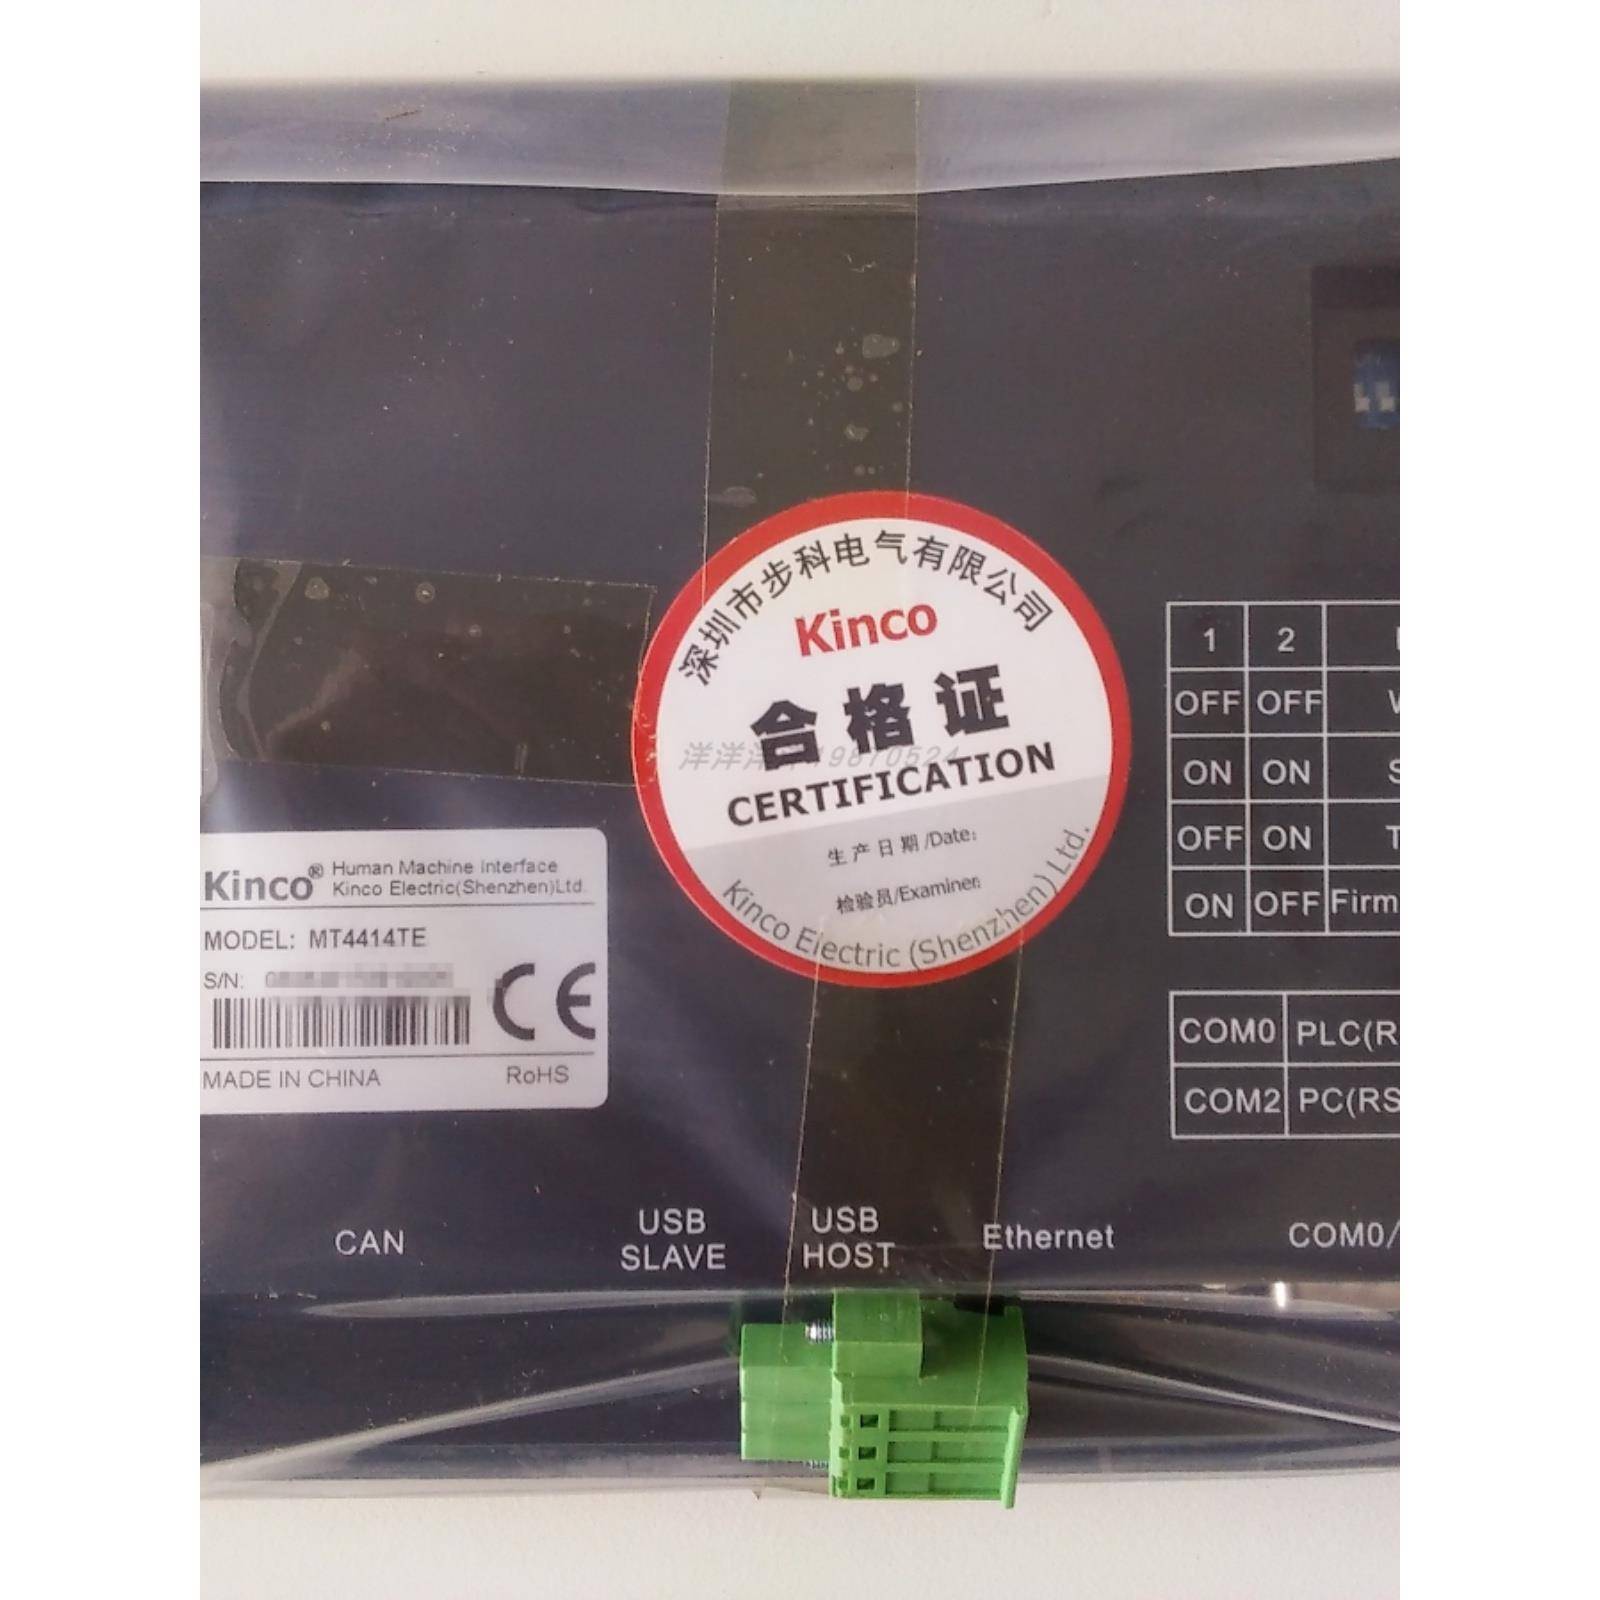 深圳市步科电气有限公司
Kinco
合格证
CERTIFICATION
生产日期/Date:
检验员/Examiner:
Kinco Electric (Shenzhen) Ltd.
Kinco® Human Machine Interface
Kinco Electric(Shenzhen)Ltd.
MODEL: MT4414TE
S/N:
CE
MADE IN CHINA RoHS
1 2
OFF OFF
ON ON
OFF ON
ON OFF Firm
COM0 PLC(R
COM2 PC(RS
CAN
USB SLAVE
USB HOST
Ethernet
COM0/